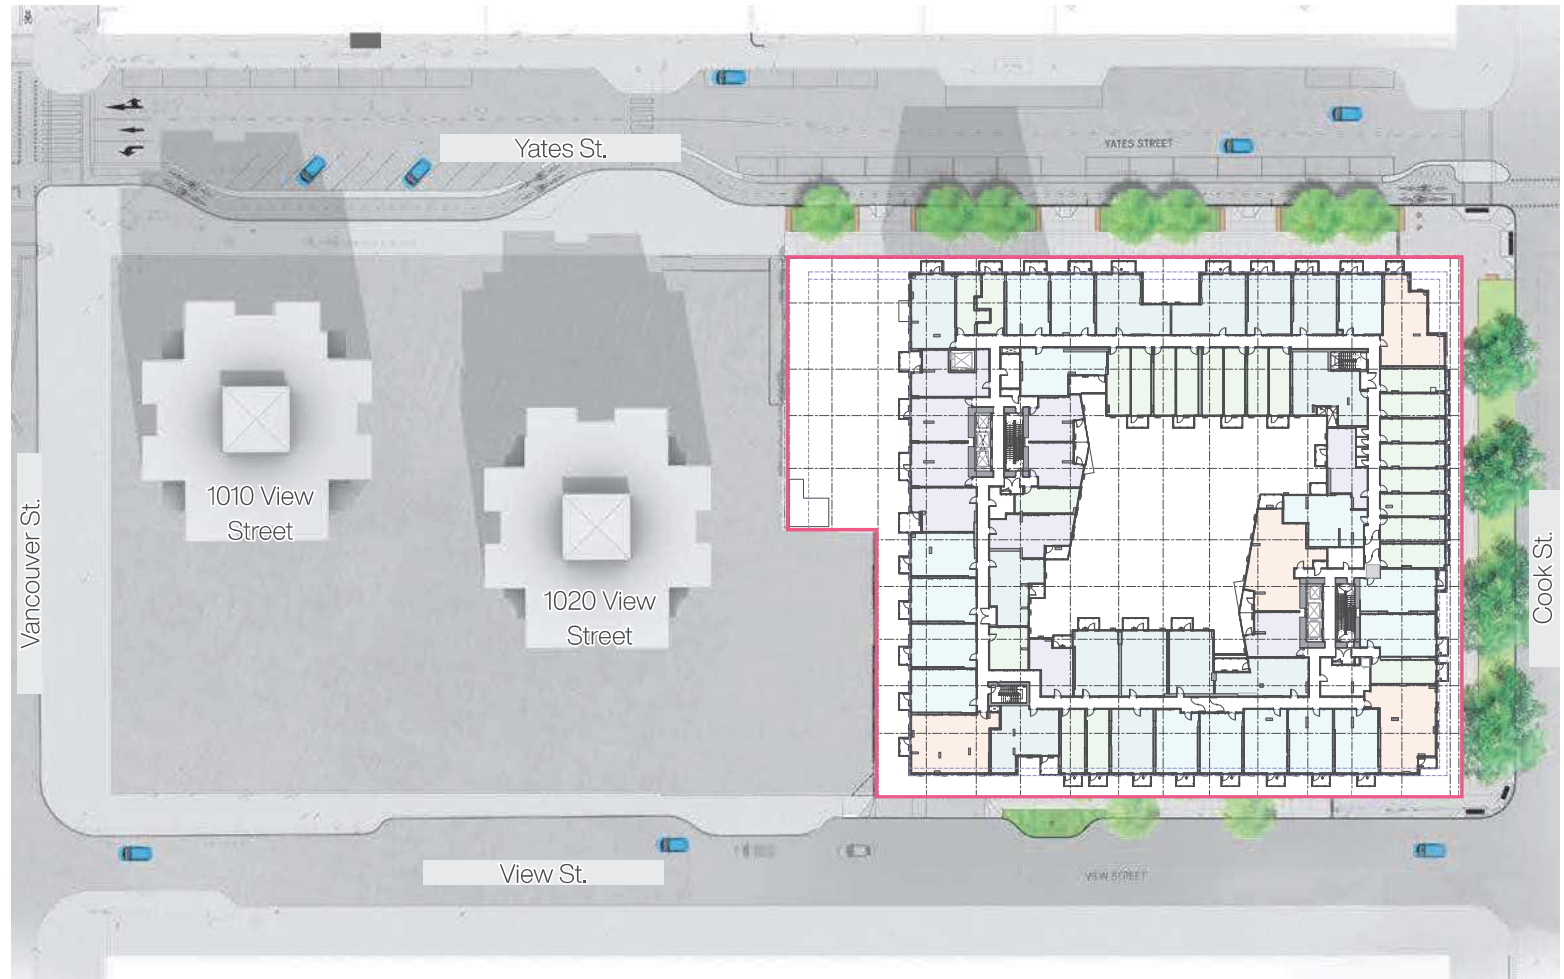 Yates St.
YATES STREET
1010 View
Street
1020 View
Street
Vancouver St.
Cook St.
View St.
VIEW STREET